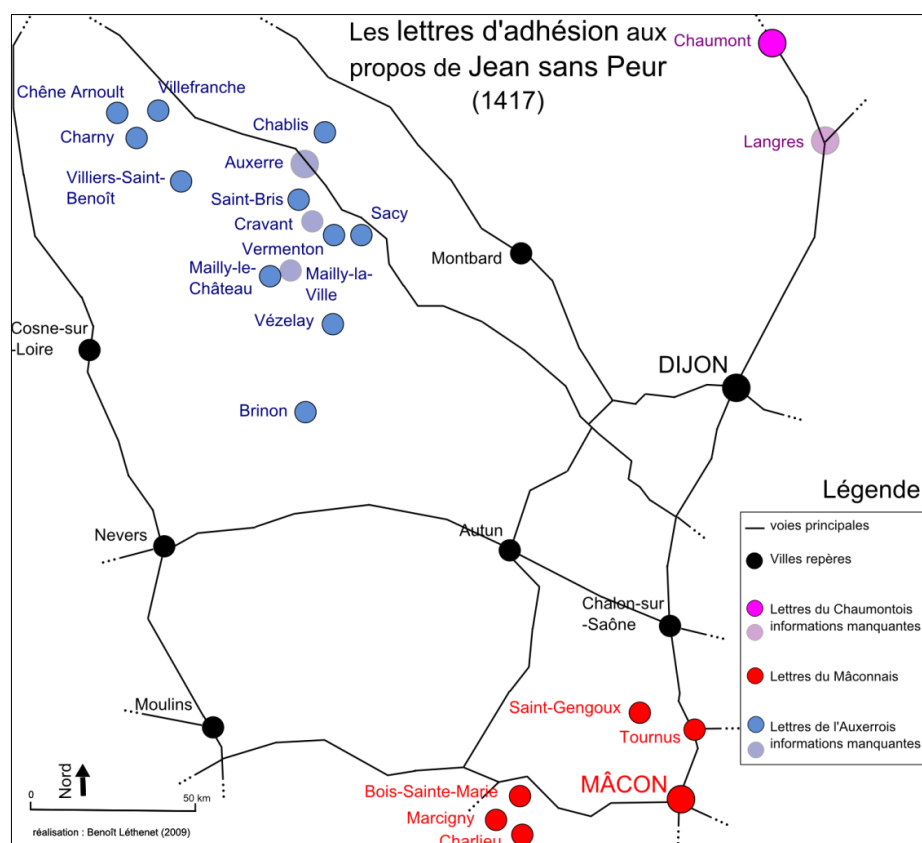 Les lettres d'adhésion aux
propos de Jean sans Peur
(1417)
Chaumont
Langres
Chêne Arnoult
Villefranche
Charny
Chablis
Auxerre
Villiers-Saint-
Benoît
Saint-Bris
Cravant
Sacy
Vermenton
Mailly-le-
Château
Mailly-la-
Ville
Montbard
Vézelay
Cosne-sur
-Loire
DIJON
Brinon
Nevers
Autun
Chalon-sur
-Saône
Moulins
Saint-Gengoux
Tournus
Bois-Sainte-Marie
MÂCON
Marcigny
Charlieu
Légende
voies principales
Villes repères
Lettres du Chaumontois
informations manquantes
Lettres du Mâconnais
Lettres de l'Auxerrois
informations manquantes
Nord
0
50 km
réalisation : Benoît Léthenet (2009)